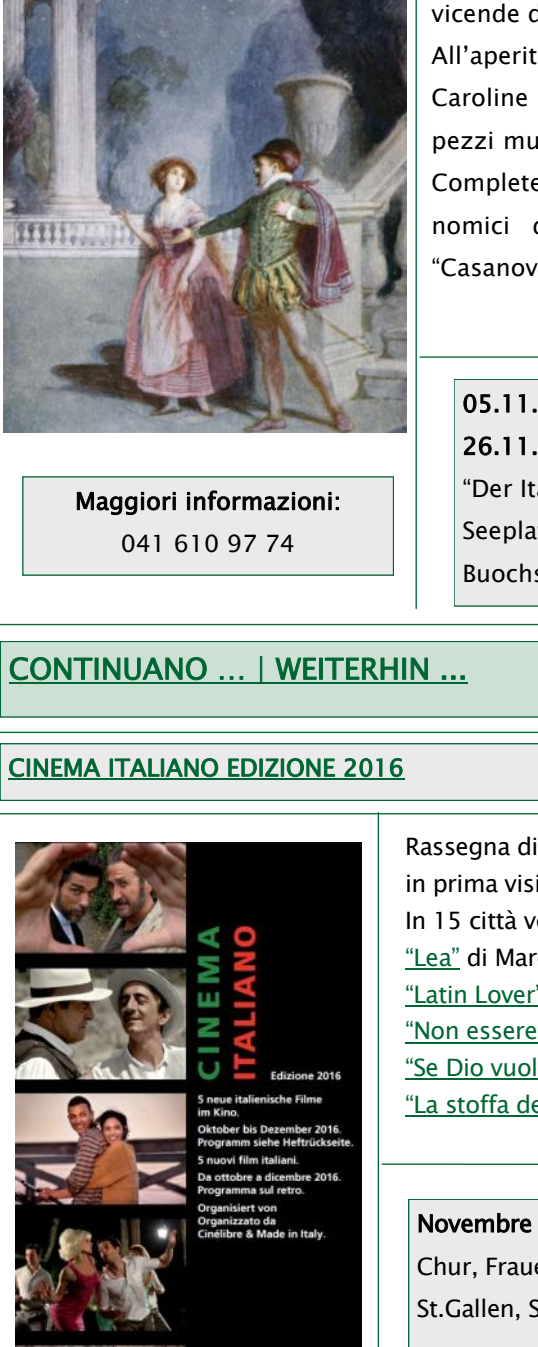 vicende
All'aperit
Caroline
pezzi mu
Complete
nomici
"Casanov
05.11.
26.11.
"Der Ita
Seepla
Buochs
Maggiori informazioni:
041 610 97 74
CONTINUANO ... | WEITERHIN ...
CINEMA ITALIANO EDIZIONE 2016
CINEMA
ITALIANO
Edizione 2016
5 neue italienische Filme
im Kino.
Oktober bis Dezember 2016.
Programm siehe Heftrückseite.
5 nuovi film italiani.
Da ottobre a dicembre 2016.
Programma sul retro.
Organisiert von
Organizzato da
Cinélibre & Made in Italy.
Rassegna di
in prima visi
In 15 città v
"Lea" di Mar
"Latin Lover"
"Non essere
"Se Dio vuol
"La stoffa de
Novembre
Chur, Fraue
St.Gallen, S